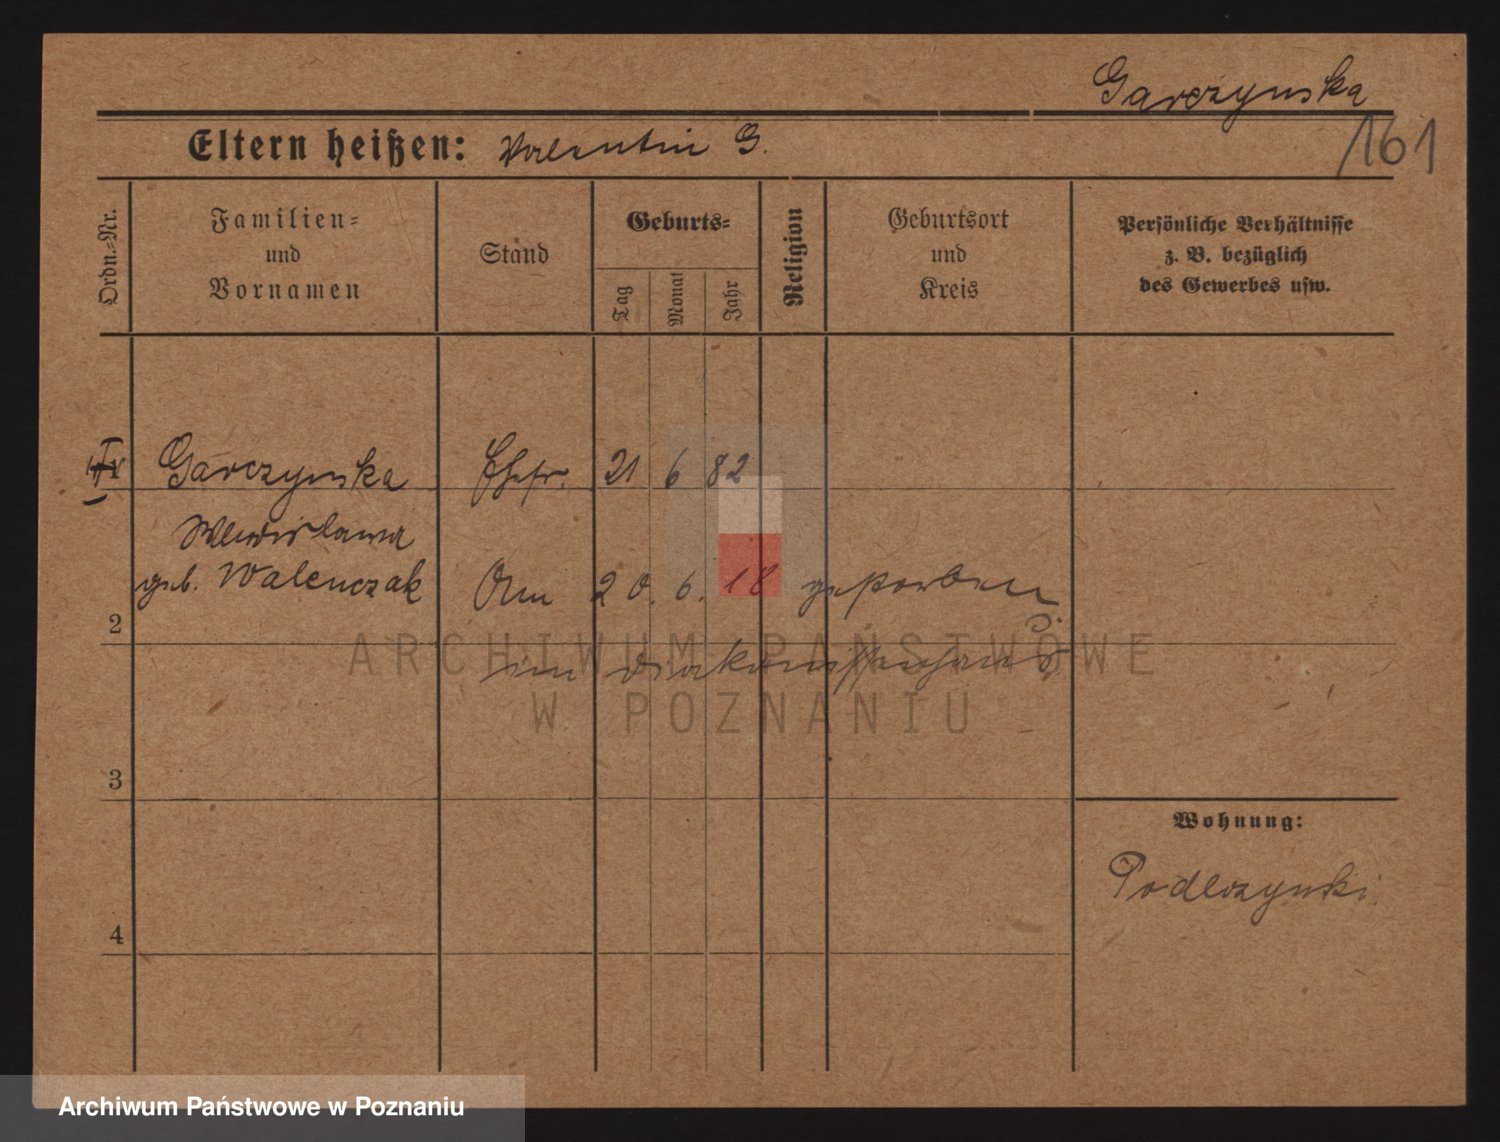 Garczynska
161
Eltern heißen: Valentin G.
Ordn.=Nr.
Familien= und Vornamen
Stand
Geburts=
Tag
Monat
Jahr
Religion
Geburtsort und Kreis
Persönliche Verhältnisse z. B. bezüglich des Gewerbes usw.
Garczynska Ehefr. 21 6 82
Wladislawa
geb. Walenczak Am 20. 6. 18 gestorben
2
im Diakonissenhaus
ARCHIWUM PAŃSTWOWE
W POZNANIU
3
Wohnung:
4
Archiwum Państwowe w Poznaniu